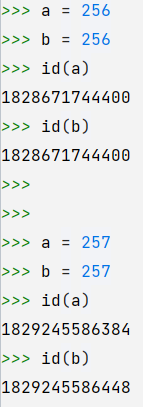 >>> a = 256
>>> b = 256
>>> id(a)
1828671744400
>>> id(b)
1828671744400
>>>
>>>
>>> a = 257
>>> b = 257
>>> id(a)
1829245586384
>>> id(b)
1829245586448